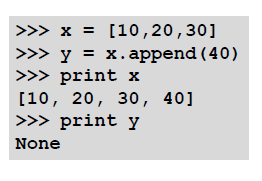 >>> x = [10,20,30]
>>> y = x.append(40)
>>> print x
[10, 20, 30, 40]
>>> print y
None